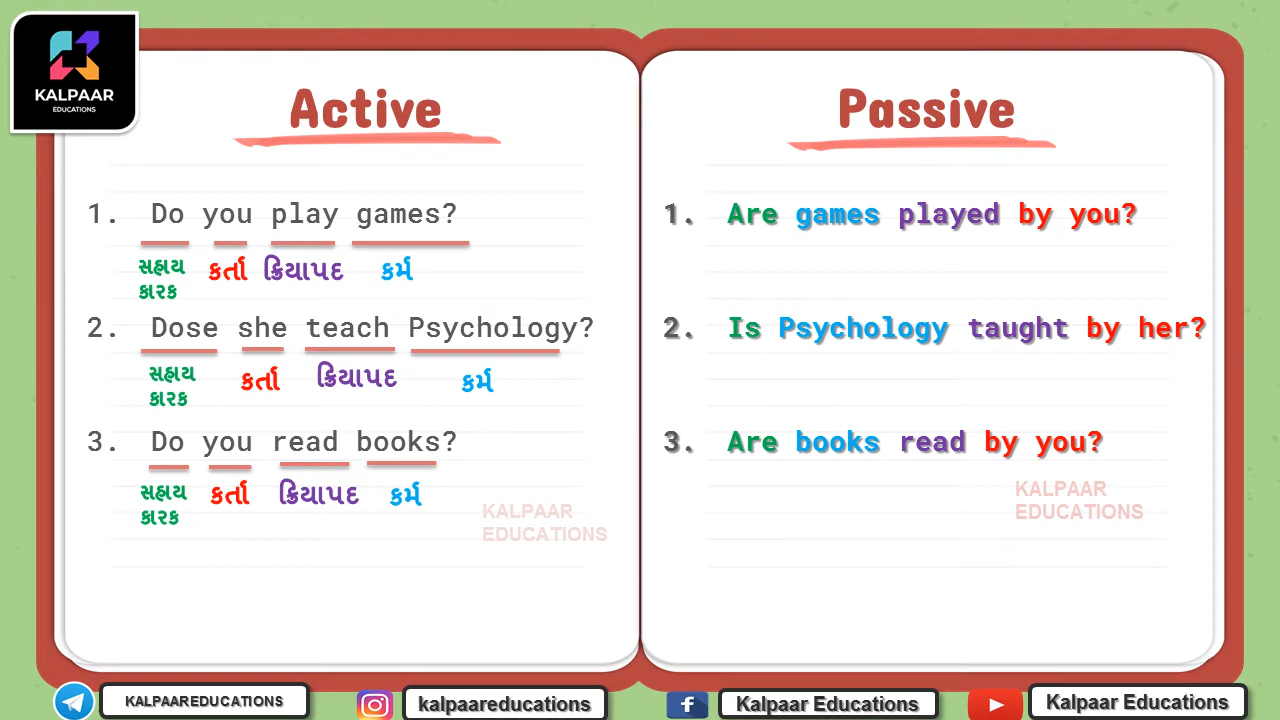 KALPAAR
EDUCATIONS
Active
1. Do you play games?
સહાય કર્તા ક્રિયાપદ કર્મ
કારક
2. Dose she teach Psychology?
સહાય કર્તા ક્રિયાપદ કર્મ
કારક
3. Do you read books?
સહાય કર્તા ક્રિયાપદ કર્મ
કારક
KALPAAR
EDUCATIONS
Passive
1. Are games played by you?
2. Is Psychology taught by her?
3. Are books read by you?
KALPAAR
EDUCATIONS
KALPAAREDUCATIONS
kalpaareducations
Kalpaar Educations
Kalpaar Educations